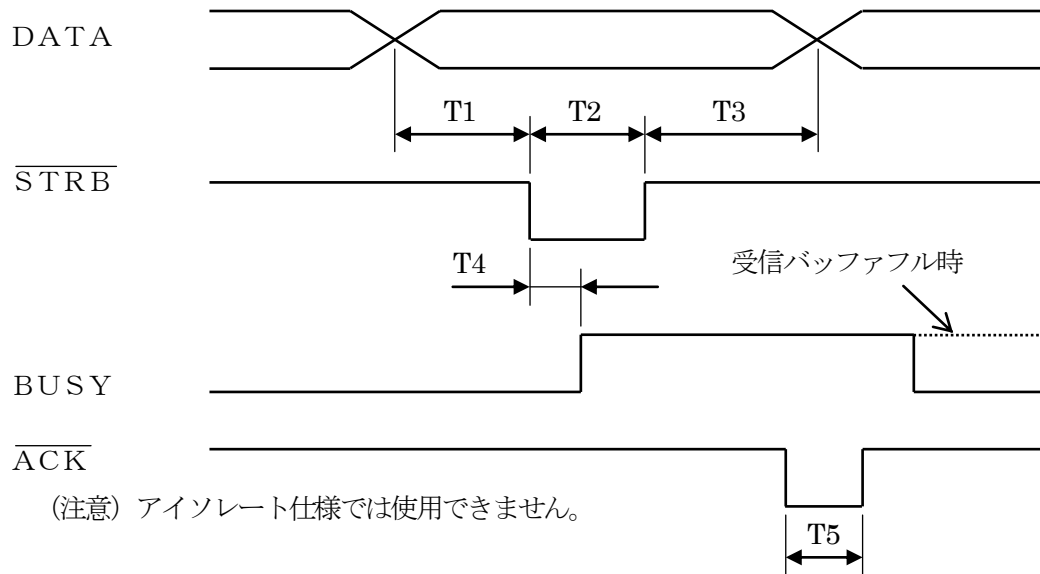 DATA
T1
T2
T3
STRB
T4
受信バッファフル時
BUSY
ACK
(注意) アイソレート仕様では使用できません。
T5